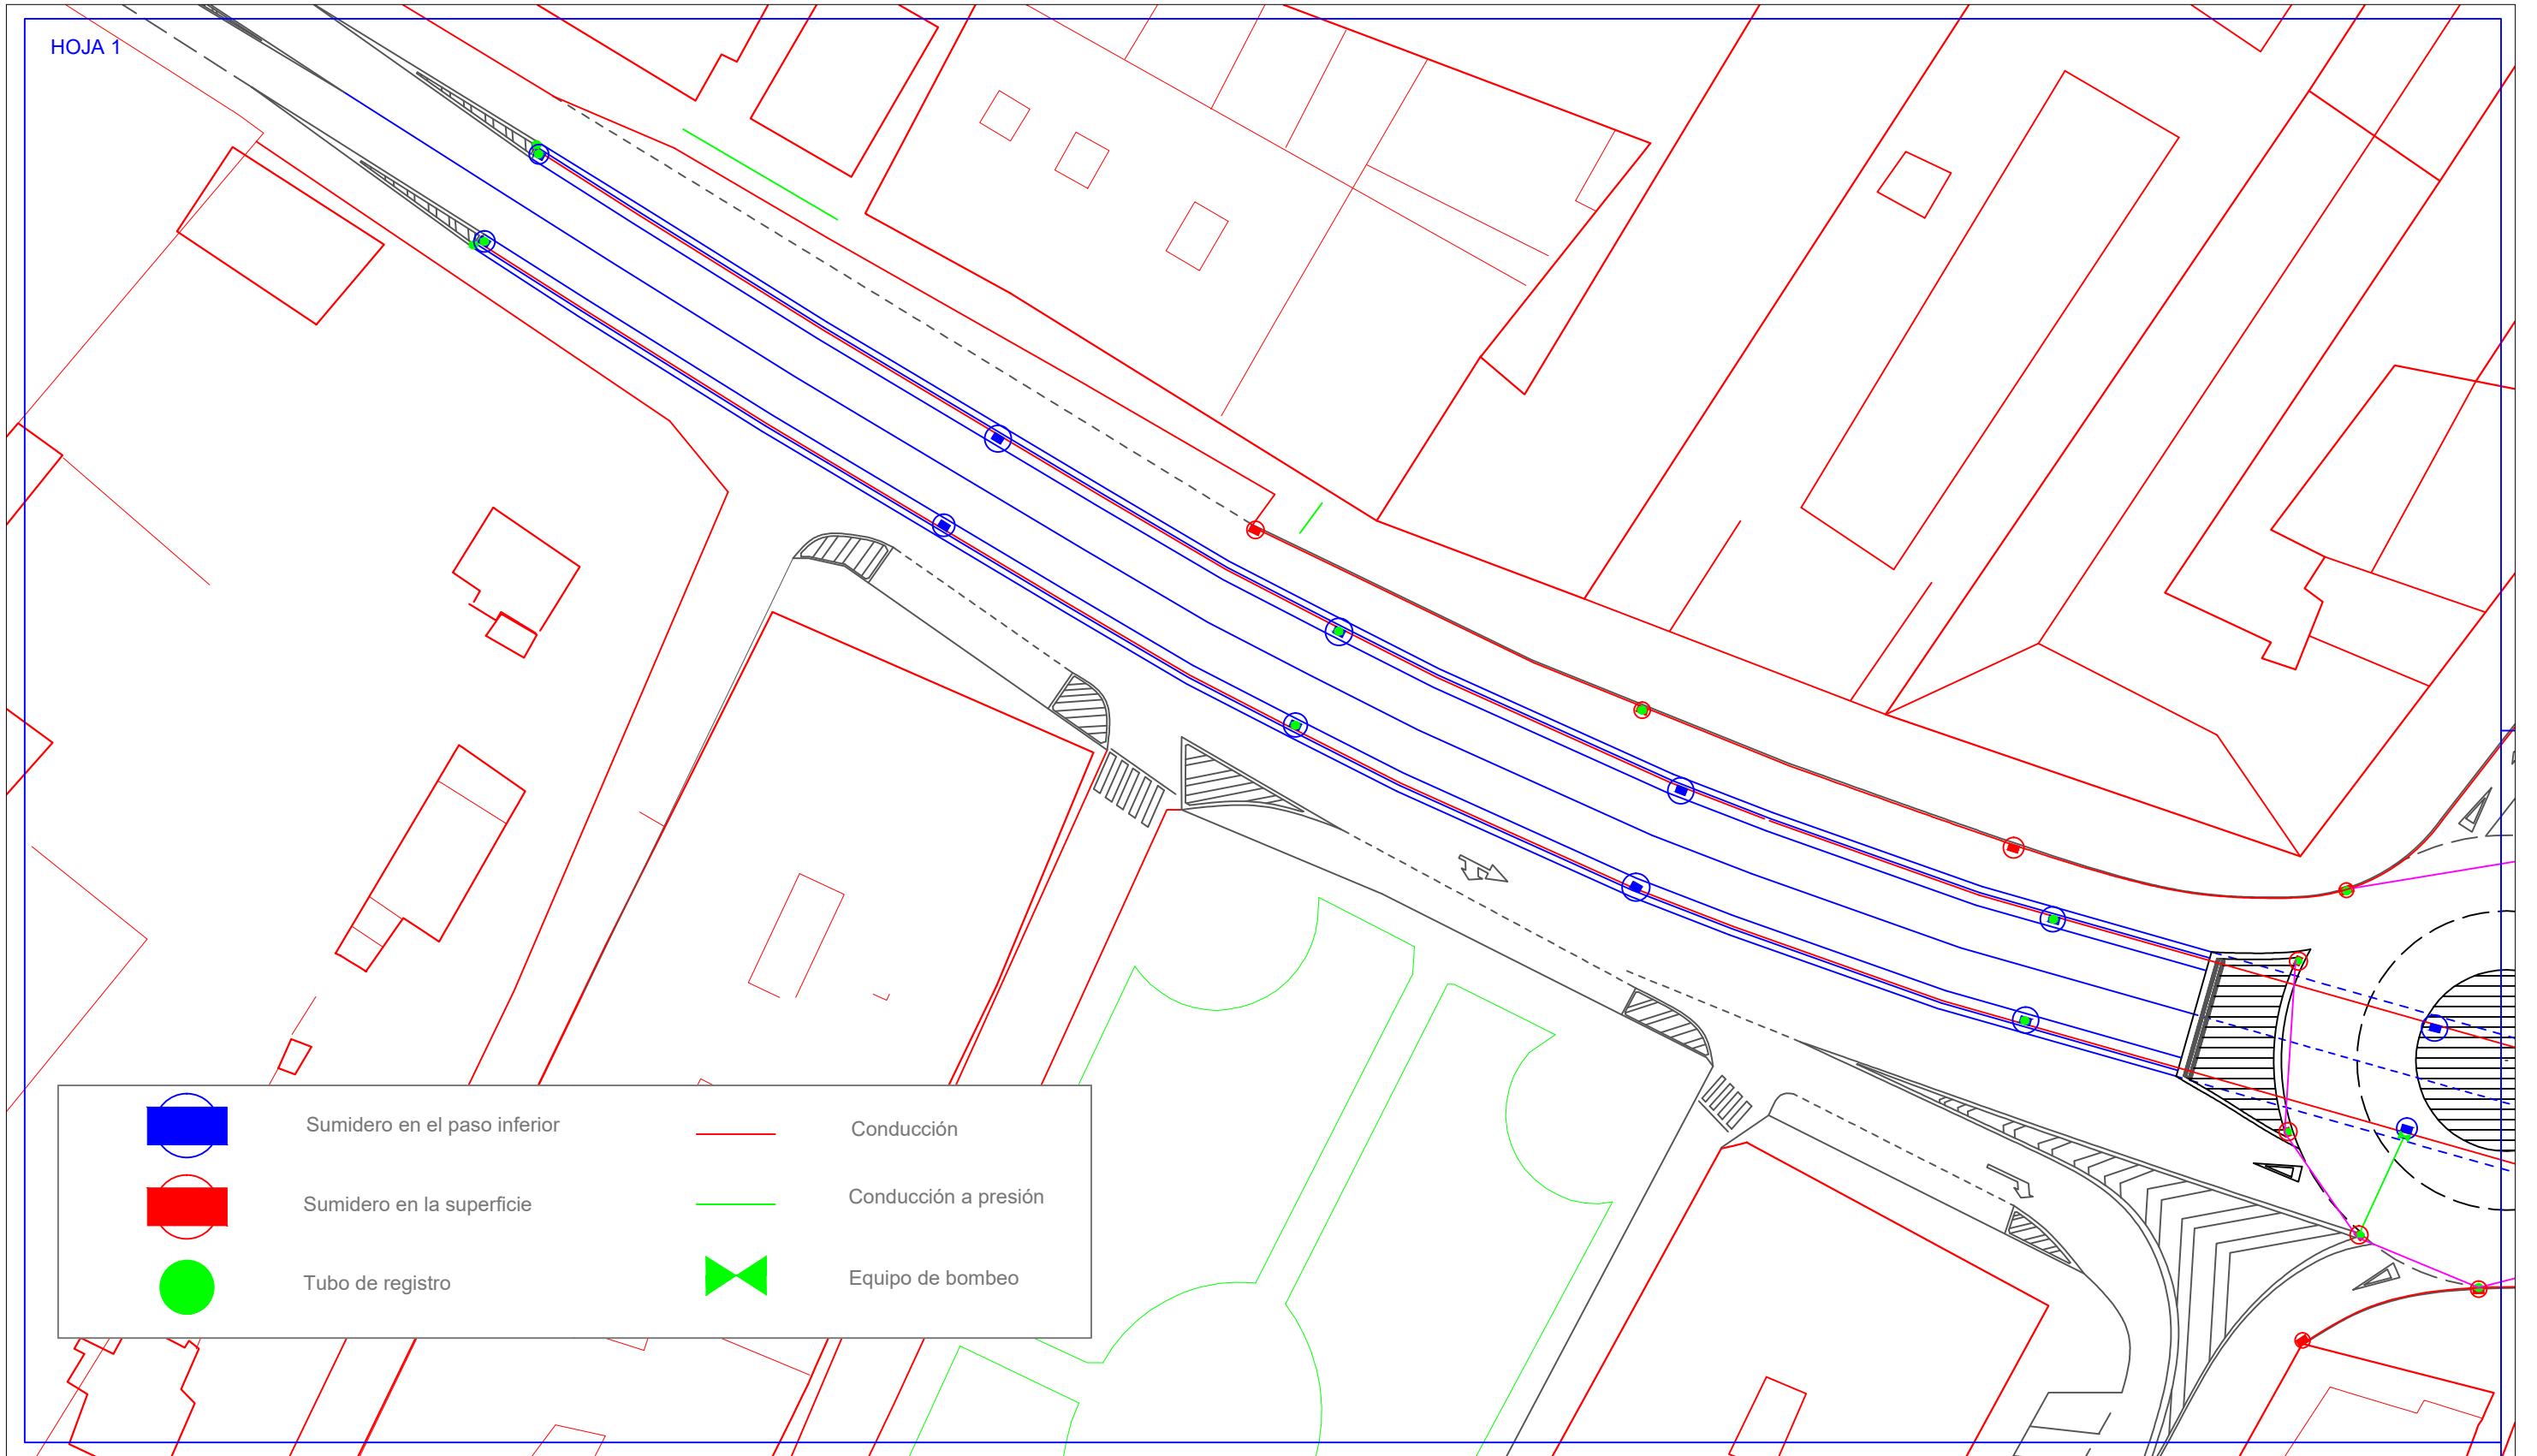 HOJA 1
Sumidero en el paso inferior
Conducción
Sumidero en la superficie
Conducción a presión
Tubo de registro
Equipo de bombeo